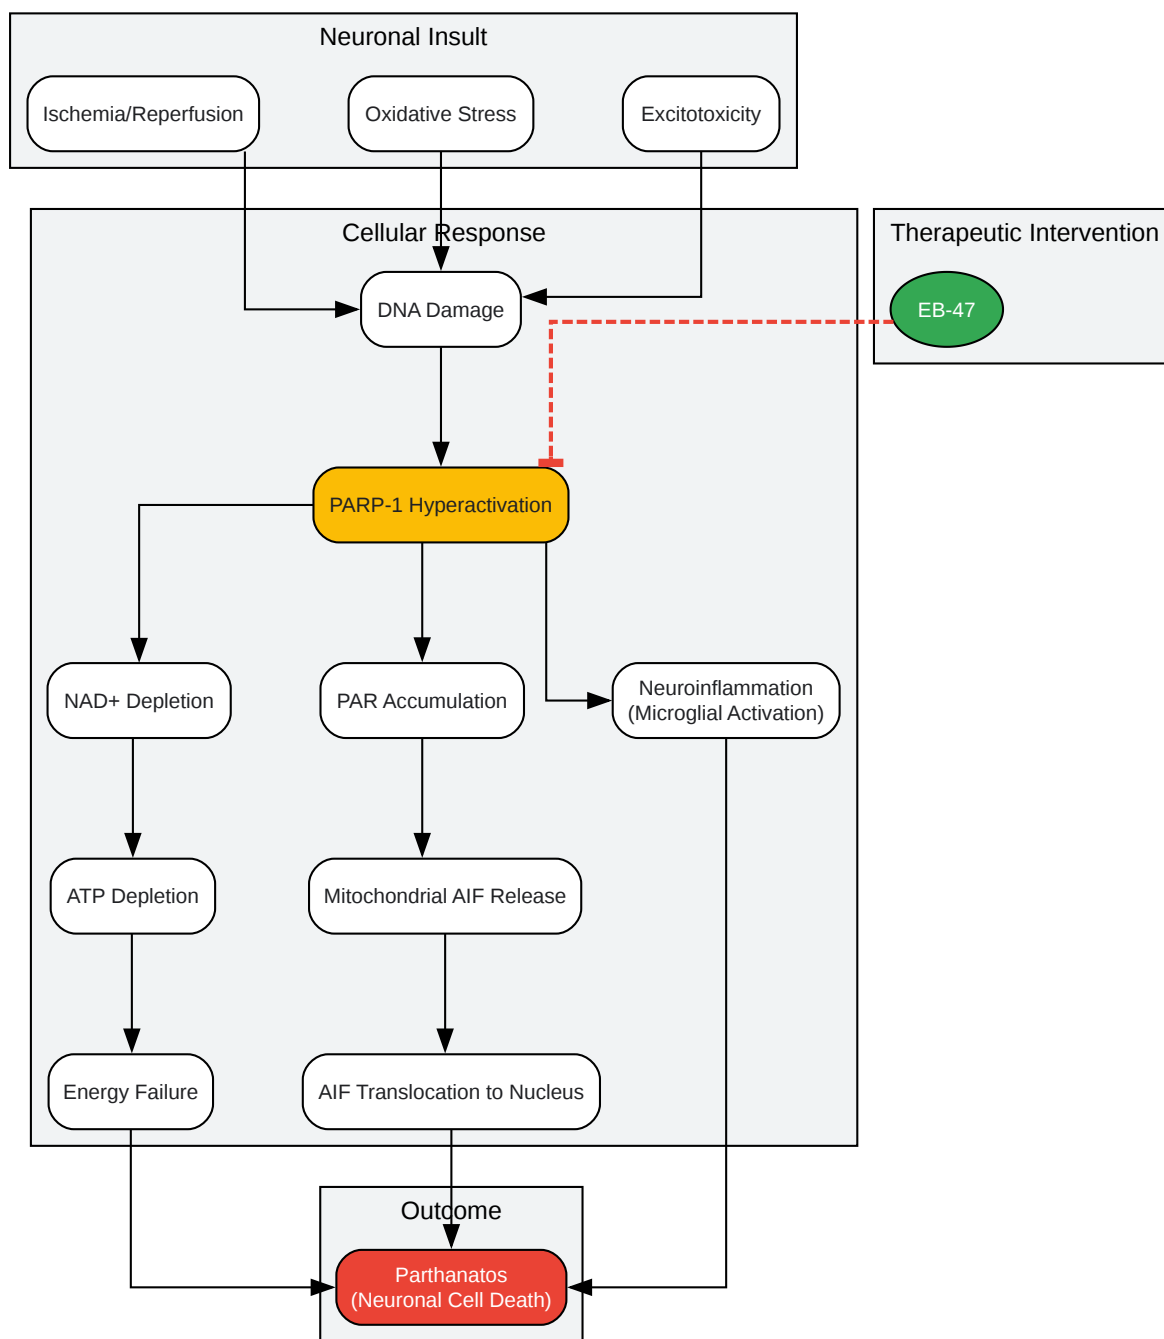 Neuronal Insult
Ischemia/Reperfusion
Oxidative Stress
Excitotoxicity
Cellular Response
Therapeutic Intervention
DNA Damage
EB-47
PARP-1 Hyperactivation
NAD+ Depletion
PAR Accumulation
Neuroinflammation
(Microglial Activation)
ATP Depletion
Mitochondrial AIF Release
Energy Failure
AIF Translocation to Nucleus
Outcome
Parthanatos
(Neuronal Cell Death)